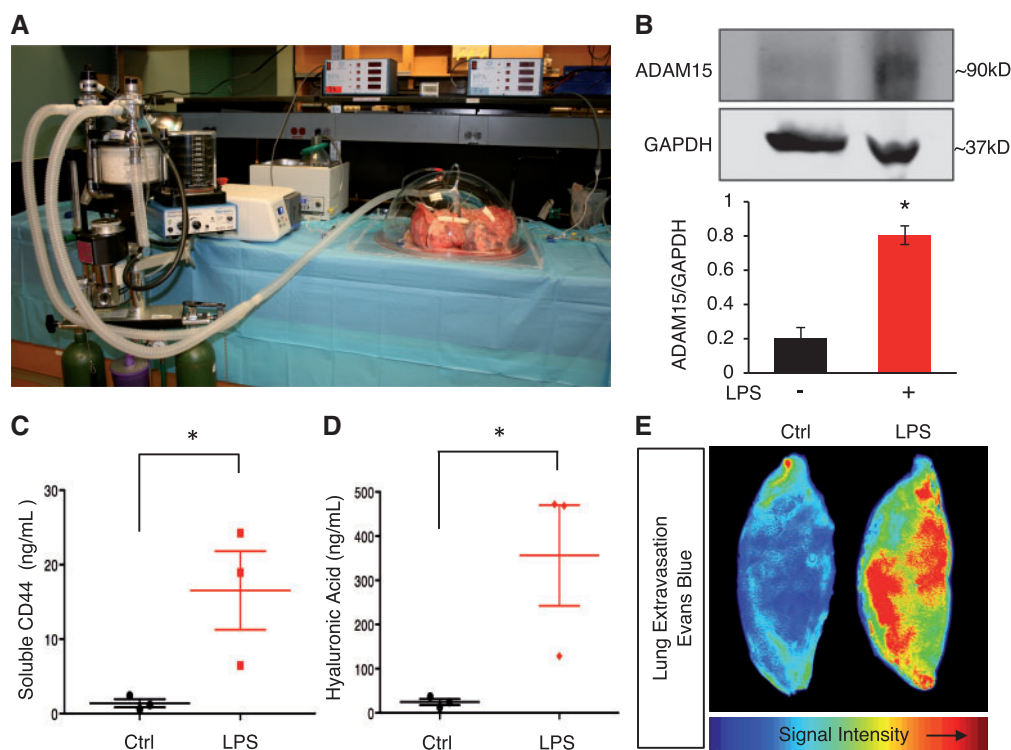 A
B
ADAM15
~90kD
GAPDH
~37kD
1
0.8
0.6
0.4
0.2
0
ADAM15/GAPDH
*
LPS
-
+
C
*
Soluble CD44 (ng/mL)
30
20
10
0
Ctrl
LPS
D
*
Hyaluronic Acid (ng/mL)
500
400
300
200
100
0
Ctrl
LPS
E
Ctrl
LPS
Lung Extravasation
Evans Blue
Signal Intensity